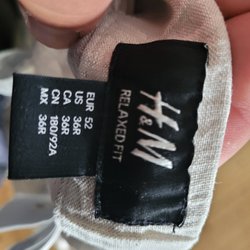 H&M
RELAXED FIT
EUR 52
US 36R
CA 36R
CN 180/92A
MX 36R